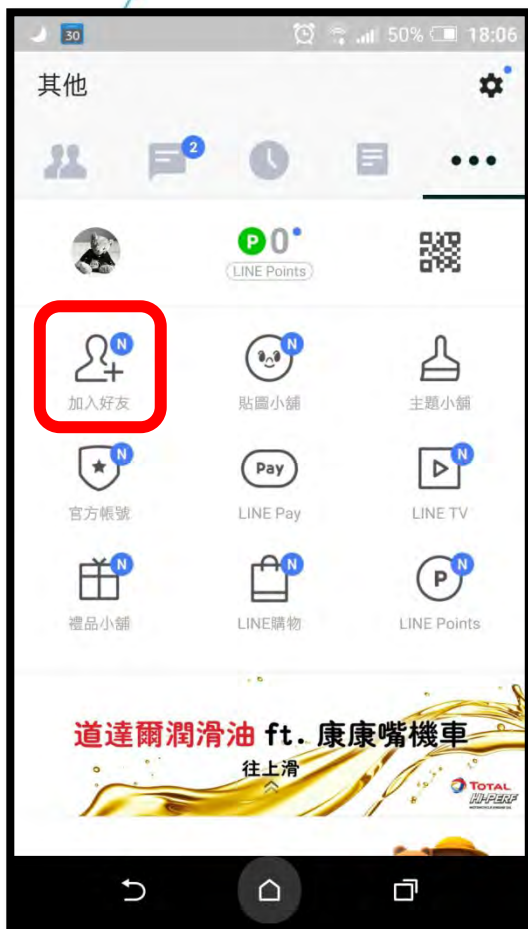 30 50% 18:06
其他
2
P 0
LINE Points
N N
加入好友 貼圖小舖 主題小舖
N Pay N
官方帳號 LINE Pay LINE TV
N N P N
禮品小舖 LINE購物 LINE Points
道達爾潤滑油 ft. 康康嘴機車
往上滑
TOTAL
HI-PERF